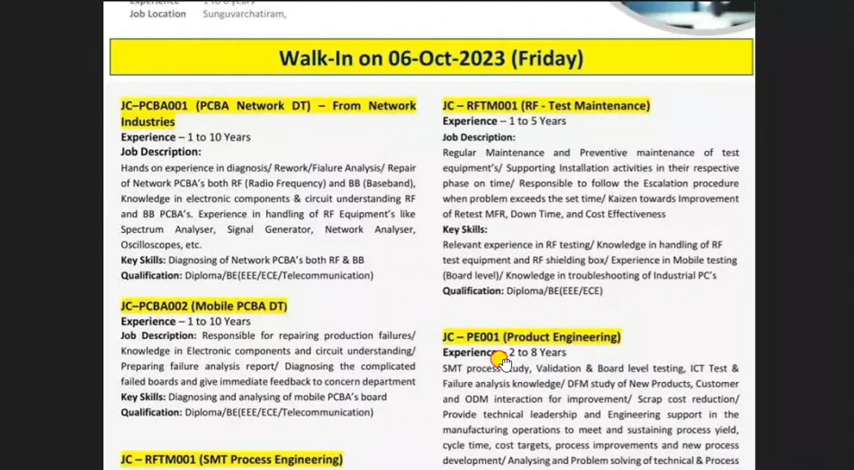 Job Location Sunguvarchatiram,
Walk-In on 06-Oct-2023 (Friday)
JC–PCBA001 (PCBA Network DT) – From Network
Industries
Experience – 1 to 10 Years
Job Description:
Hands on experience in diagnosis/ Rework/Fialure Analysis/ Repair
of Network PCBA's both RF (Radio Frequency) and BB (Baseband),
Knowledge in electronic components & circuit understanding RF
and BB PCBA's. Experience in handling of RF Equipment's like
Spectrum Analyser, Signal Generator, Network Analyser,
Oscilloscopes, etc.
Key Skills: Diagnosing of Network PCBA's both RF & BB
Qualification: Diploma/BE(EEE/ECE/Telecommunication)
JC–PCBA002 (Mobile PCBA DT)
Experience – 1 to 10 Years
Job Description: Responsible for repairing production failures/
Knowledge in Electronic components and circuit understanding/
Preparing failure analysis report/ Diagnosing the complicated
failed boards and give immediate feedback to concern department
Key Skills: Diagnosing and analysing of mobile PCBA's board
Qualification: Diploma/BE(EEE/ECE/Telecommunication)
JC – RFTM001 (SMT Process Engineering)
JC – RFTM001 (RF - Test Maintenance)
Experience – 1 to 5 Years
Job Description:
Regular Maintenance and Preventive maintenance of test
equipment's/ Supporting Installation activities in their respective
phase on time/ Responsible to follow the Escalation procedure
when problem exceeds the set time/ Kaizen towards Improvement
of Retest MFR, Down Time, and Cost Effectiveness
Key Skills:
Relevant experience in RF testing/ Knowledge in handling of RF
test equipment and RF shielding box/ Experience in Mobile testing
(Board level)/ Knowledge in troubleshooting of Industrial PC's
Qualification: Diploma/BE(EEE/ECE)
JC – PE001 (Product Engineering)
Experience 2 to 8 Years
SMT process study, Validation & Board level testing, ICT Test &
Failure analysis knowledge/ DFM study of New Products, Customer
and ODM interaction for improvement/ Scrap cost reduction/
Provide technical leadership and Engineering support in the
manufacturing operations to meet and sustaining process yield,
cycle time, cost targets, process improvements and new process
development/ Analysing and Problem solving of technical & Process